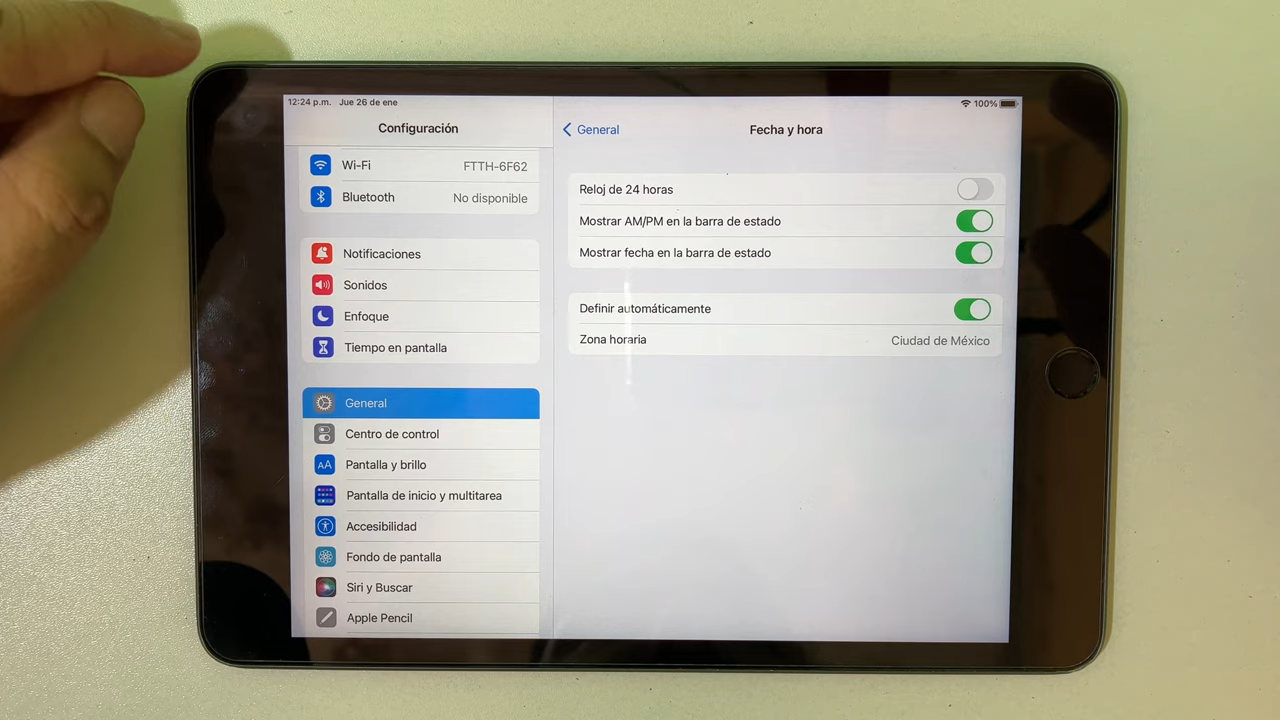 12:24 p.m. Jue 26 de ene
100%
Configuración
Wi-Fi FTTH-6F62
Bluetooth No disponible
Notificaciones
Sonidos
Enfoque
Tiempo en pantalla
General
Centro de control
AA Pantalla y brillo
Pantalla de inicio y multitarea
Accesibilidad
Fondo de pantalla
Siri y Buscar
Apple Pencil
General
Fecha y hora
Reloj de 24 horas
Mostrar AM/PM en la barra de estado
Mostrar fecha en la barra de estado
Definir automáticamente
Zona horaria Ciudad de México